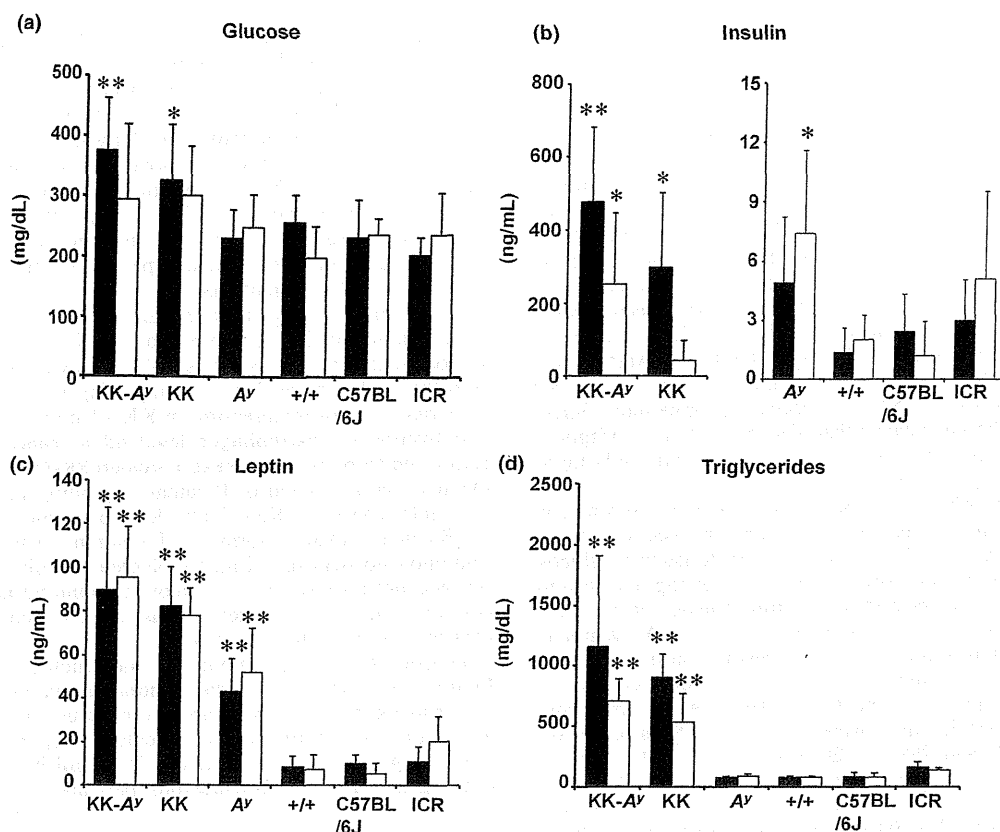 (a)
Glucose
500
400
300
200
100
0
(mg/dL)
** *
KK-Aʸ KK Aʸ +/+ C57BL ICR
/6J
(b)
Insulin
800
600
400
200
0
(ng/mL)
** * *
KK-Aʸ KK
15
12
9
6
3
0
*
Aʸ +/+ C57BL ICR
/6J
(c)
Leptin
140
120
100
80
60
40
20
0
(ng/mL)
** ** ** ** ** **
KK-Aʸ KK Aʸ +/+ C57BL ICR
/6J
(d)
Triglycerides
2500
2000
1500
1000
500
0
(mg/dL)
** ** ** **
KK-Aʸ KK Aʸ +/+ C57BL ICR
/6J